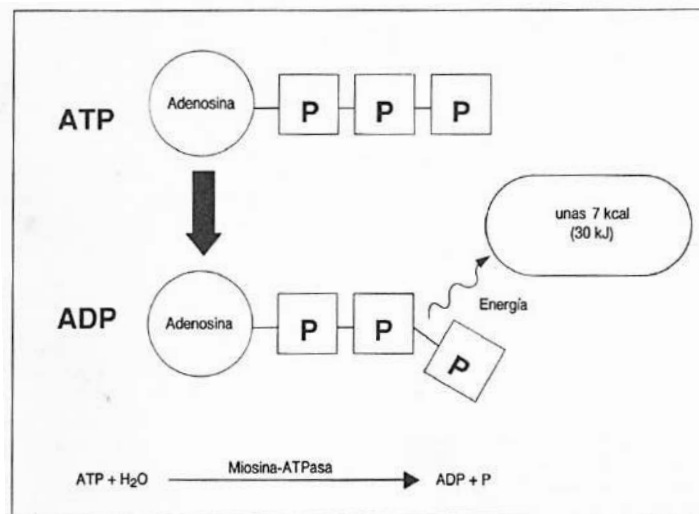 ATP
Adenosina
P
P
P
unas 7 kcal
(30 kJ)
Energía
ADP
Adenosina
P
P
P
ATP + H₂O
Miosina-ATPasa
ADP + P